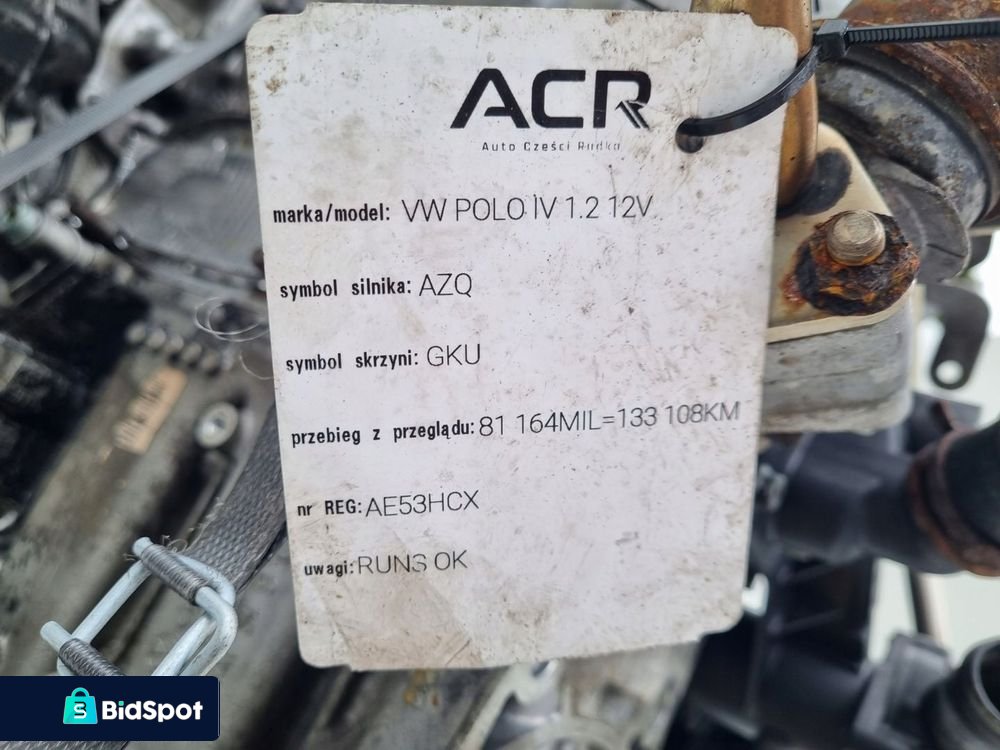 ACR
Auto Części Rudka
marka/model: VW POLO IV 1.2 12V
symbol silnika: AZQ
symbol skrzyni: GKU
przebieg z przeglądu: 81 164MIL=133 108KM
nr REG: AE53HCX
uwagi: RUNS OK
BidSpot